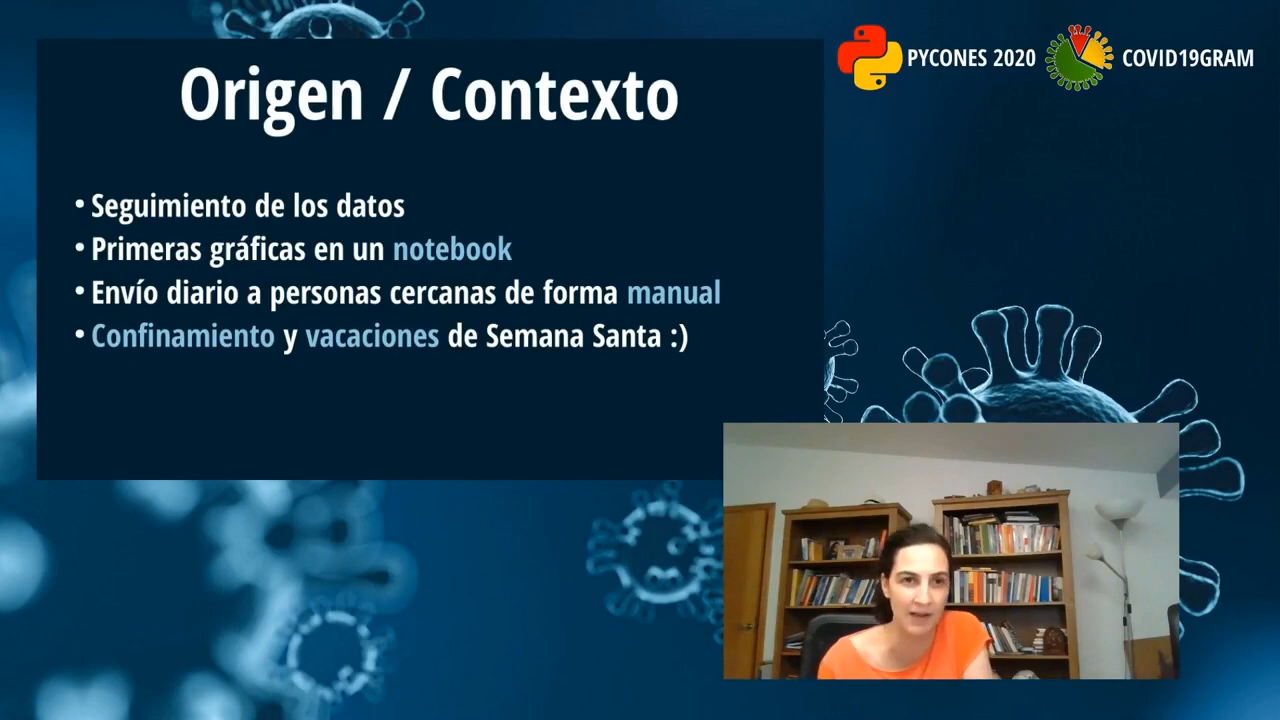 Origen / Contexto
PYCONES 2020
COVID19GRAM
• Seguimiento de los datos
• Primeras gráficas en un notebook
• Envío diario a personas cercanas de forma manual
• Confinamiento y vacaciones de Semana Santa :)